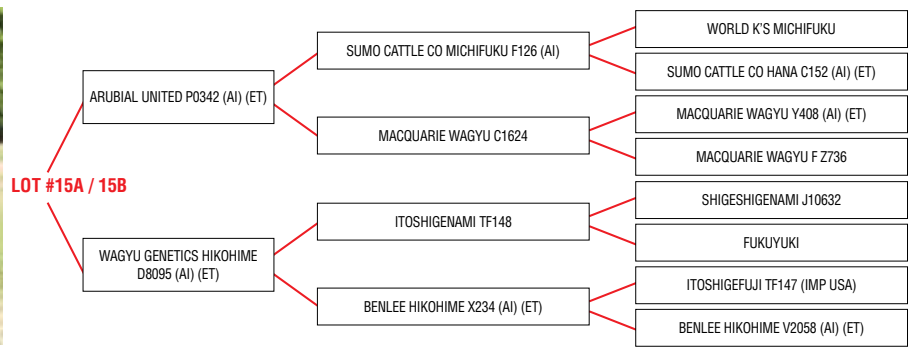 WORLD K'S MICHIFUKU
SUMO CATTLE CO MICHIFUKU F126 (AI)
SUMO CATTLE CO HANA C152 (AI) (ET)
ARUBIAL UNITED P0342 (AI) (ET)
MACQUARIE WAGYU Y408 (AI) (ET)
MACQUARIE WAGYU C1624
MACQUARIE WAGYU F Z736
LOT #15A / 15B
SHIGESHIGENAMI J10632
ITOSHIGENAMI TF148
FUKUYUKI
WAGYU GENETICS HIKOHIME
D8095 (AI) (ET)
ITOSHIGEFUJI TF147 (IMP USA)
BENLEE HIKOHIME X234 (AI) (ET)
BENLEE HIKOHIME V2058 (AI) (ET)